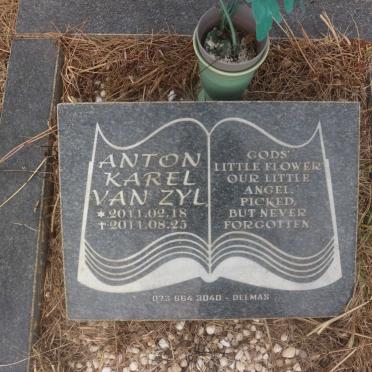 ANTON
KAREL
VAN ZYL
* 2011.02.18
† 2011.08.25
GODS'
LITTLE FLOWER
OUR LITTLE
ANGEL,
PICKED,
BUT NEVER
FORGOTTEN
073 664 3040 - DELMAS